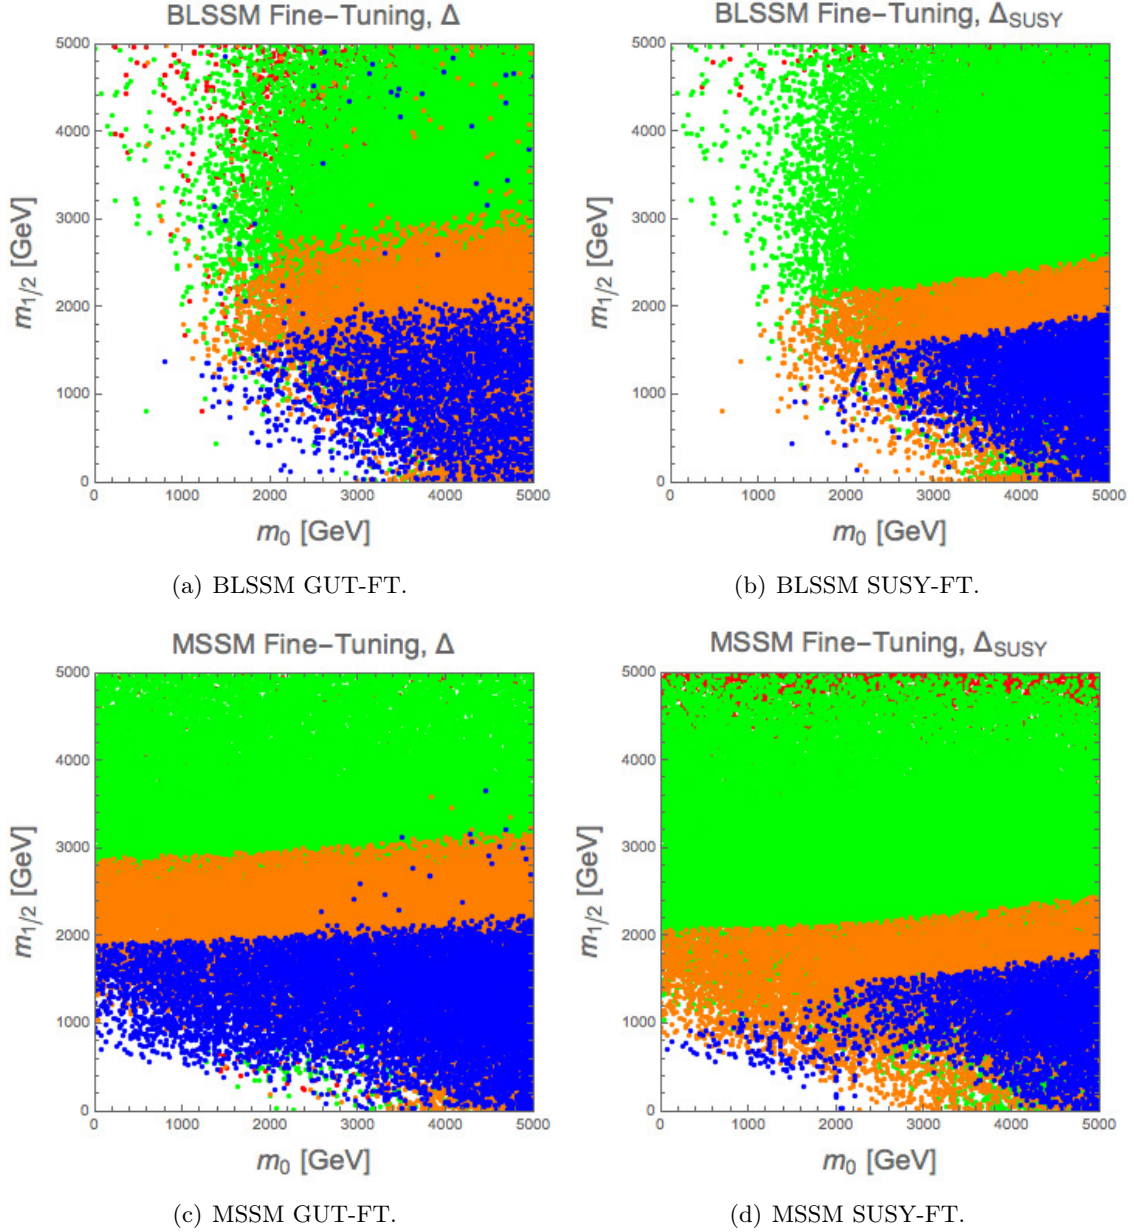 BLSSM Fine-Tuning, Δ
5000
4000
3000
2000
1000
0
m1/2 [GeV]
0 1000 2000 3000 4000 5000
m0 [GeV]
(a) BLSSM GUT-FT.
BLSSM Fine-Tuning, ΔSUSY
5000
4000
3000
2000
1000
0
m1/2 [GeV]
0 1000 2000 3000 4000 5000
m0 [GeV]
(b) BLSSM SUSY-FT.
MSSM Fine-Tuning, Δ
5000
4000
3000
2000
1000
0
m1/2 [GeV]
0 1000 2000 3000 4000 5000
m0 [GeV]
(c) MSSM GUT-FT.
MSSM Fine-Tuning, ΔSUSY
5000
4000
3000
2000
1000
0
m1/2 [GeV]
0 1000 2000 3000 4000 5000
m0 [GeV]
(d) MSSM SUSY-FT.